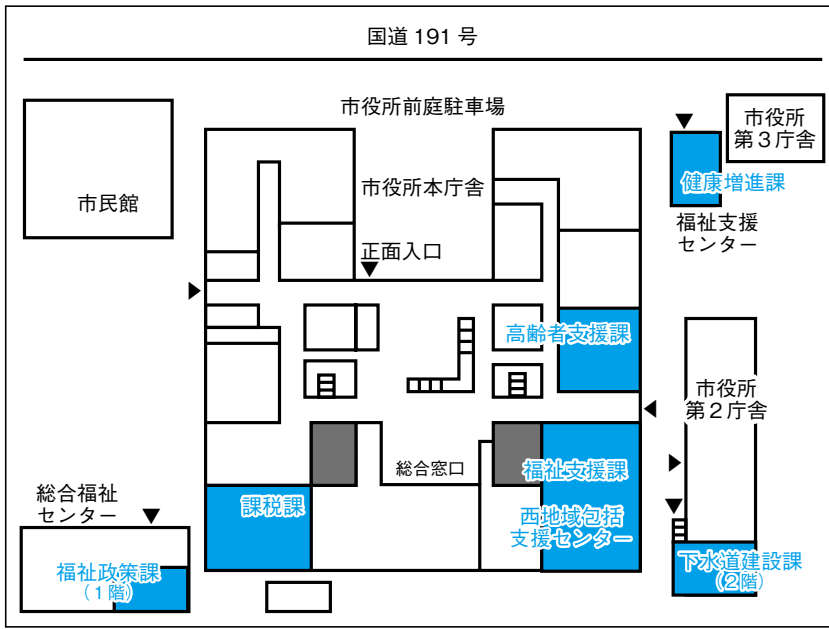 国道 191 号
市役所前庭駐車場
市役所
第３庁舎
市民館
市役所本庁舎
健康増進課
福祉支援
センター
正面入口
高齢者支援課
市役所
第２庁舎
総合窓口
福祉支援課
総合福祉
センター
課税課
西地域包括
支援センター
福祉政策課
（１階）
下水道建設課
（２階）